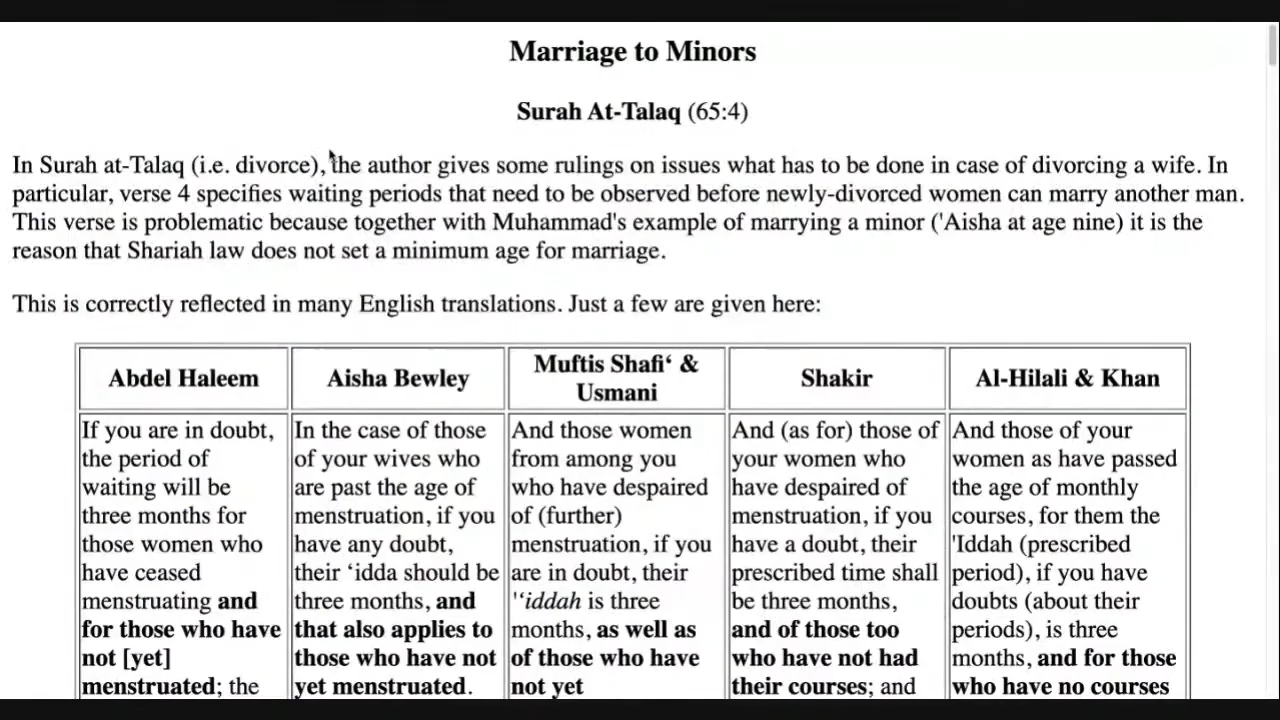 Marriage to Minors
Surah At-Talaq (65:4)
In Surah at-Talaq (i.e. divorce), the author gives some rulings on issues what has to be done in case of divorcing a wife. In
particular, verse 4 specifies waiting periods that need to be observed before newly-divorced women can marry another man.
This verse is problematic because together with Muhammad's example of marrying a minor ('Aisha at age nine) it is the
reason that Shariah law does not set a minimum age for marriage.
This is correctly reflected in many English translations. Just a few are given here:
Abdel Haleem
If you are in doubt,
the period of
waiting will be
three months for
those women who
have ceased
menstruating and
for those who have
not [yet]
menstruated; the
Aisha Bewley
In the case of those
of your wives who
are past the age of
menstruation, if you
have any doubt,
their ‘idda should be
three months, and
that also applies to
those who have not
yet menstruated.
Muftis Shafi‘ &
Usmani
And those women
from among you
who have despaired
of (further)
menstruation, if you
are in doubt, their
‘‘iddah is three
months, as well as
of those who have
not yet
Shakir
And (as for) those of
your women who
have despaired of
menstruation, if you
have a doubt, their
prescribed time shall
be three months,
and of those too
who have not had
their courses; and
Al-Hilali & Khan
And those of your
women as have passed
the age of monthly
courses, for them the
'Iddah (prescribed
period), if you have
doubts (about their
periods), is three
months, and for those
who have no courses